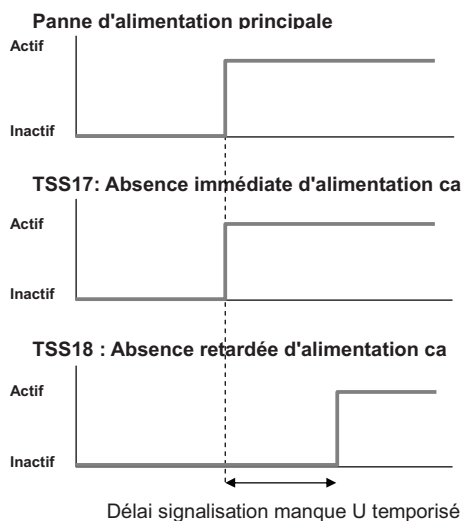 Panne d'alimentation principale
Actif
Inactif
TSS17: Absence immédiate d'alimentation ca
Actif
Inactif
TSS18 : Absence retardée d'alimentation ca
Actif
Inactif
Délai signalisation manque U temporisé